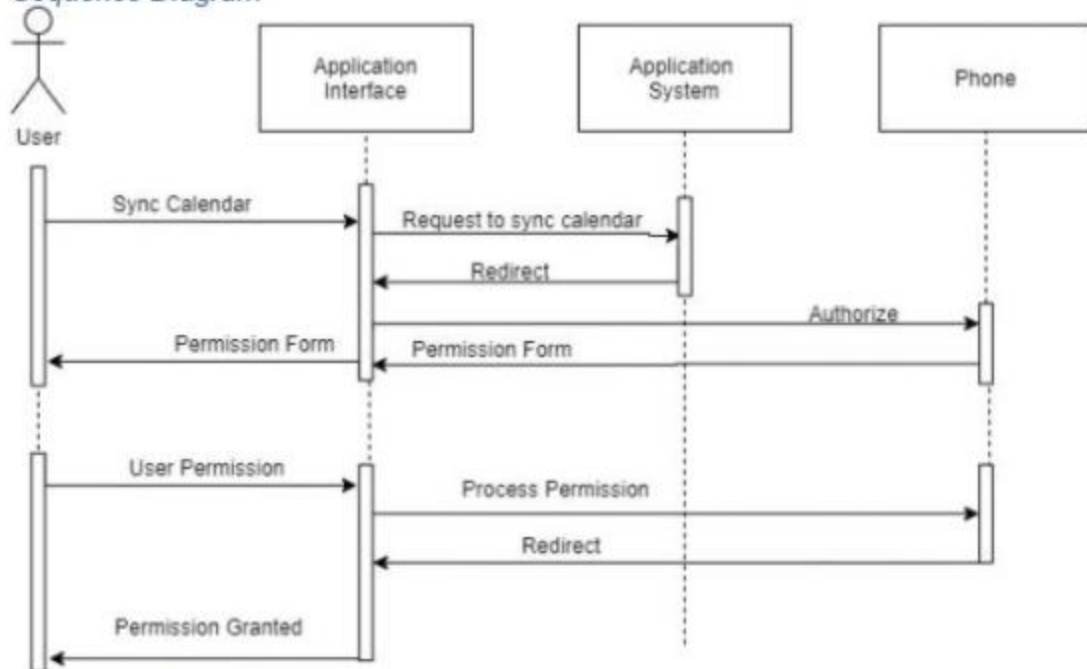 Sequence Diagram
User
Application
Interface
Application
System
Phone
Sync Calendar
Request to sync calendar
Redirect
Authorize
Permission Form
Permission Form
User Permission
Process Permission
Redirect
Permission Granted